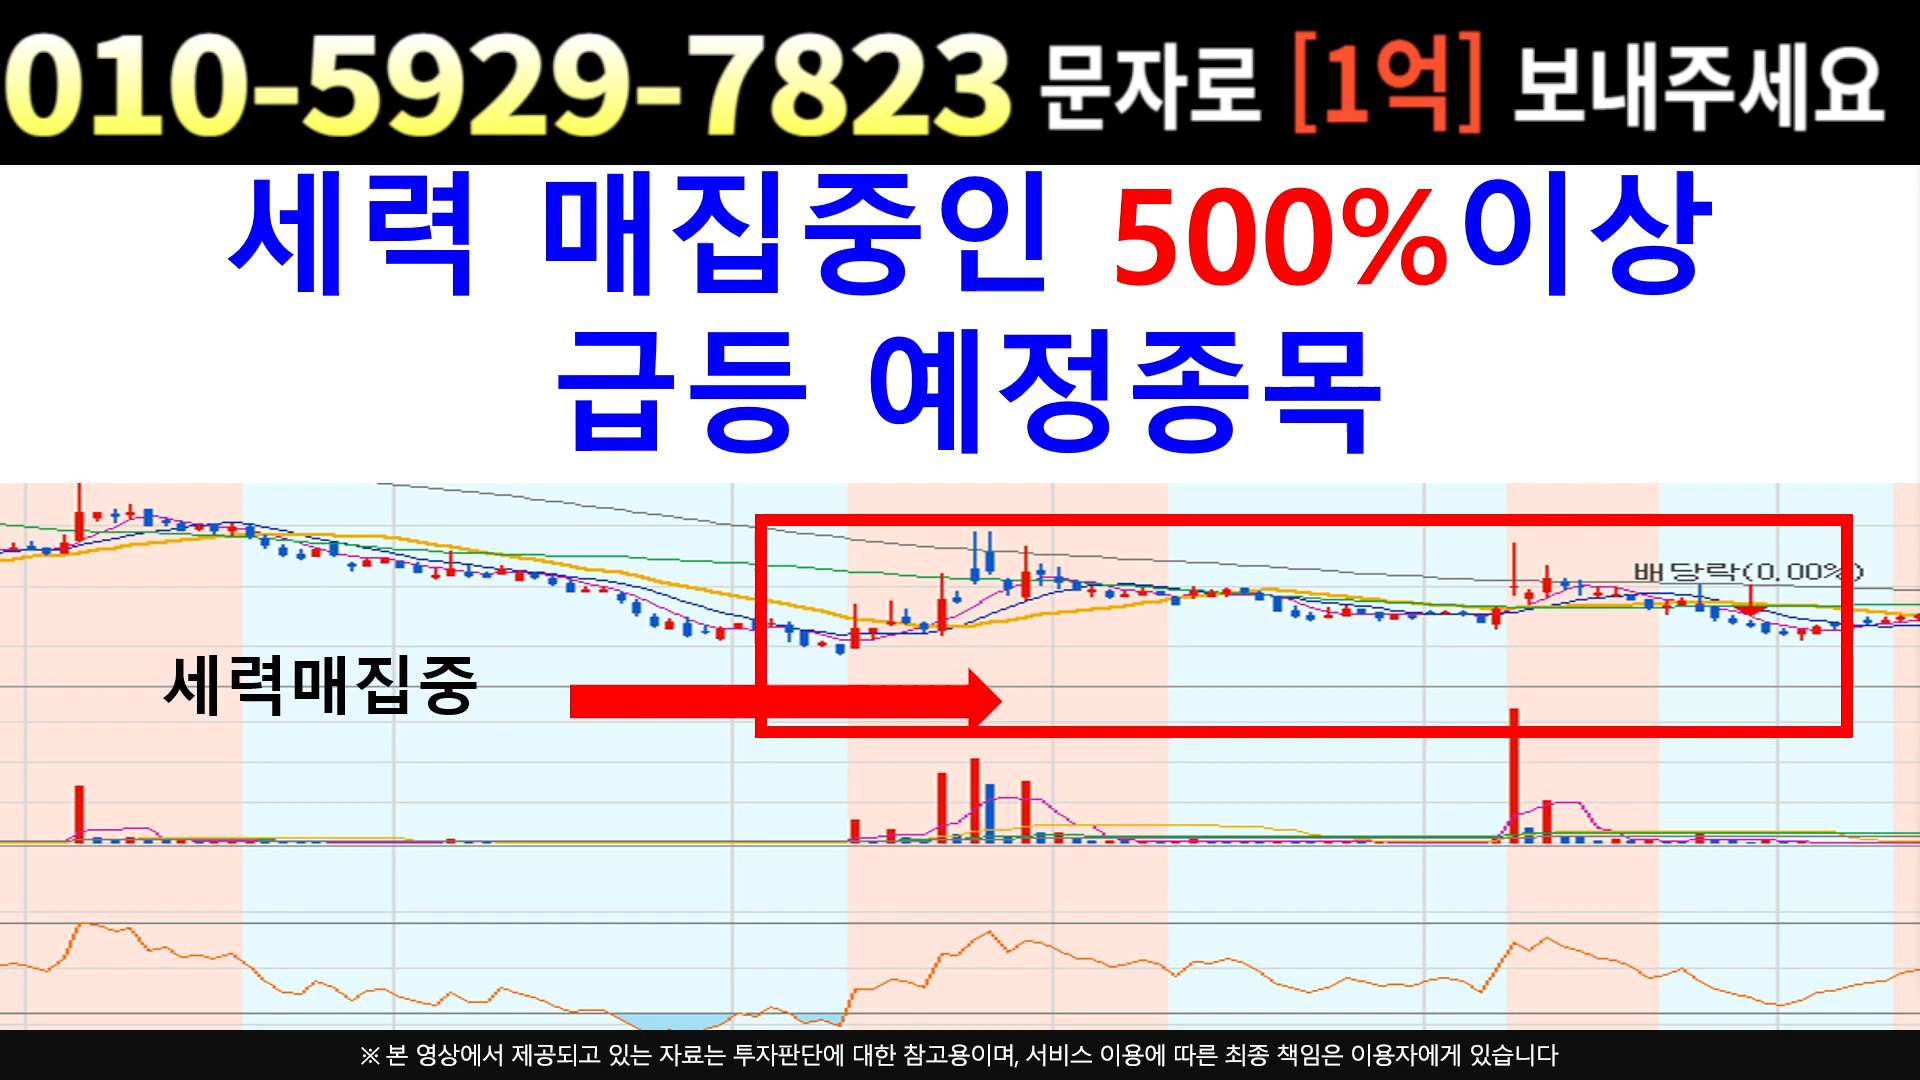 010-5929-7823 문자로 [1억] 보내주세요
세력 매집중인 500%이상
급등 예정종목
배당락(0.00%)
세력매집중
※ 본 영상에서 제공되고 있는 자료는 투자판단에 대한 참고용이며, 서비스 이용에 따른 최종 책임은 이용자에게 있습니다